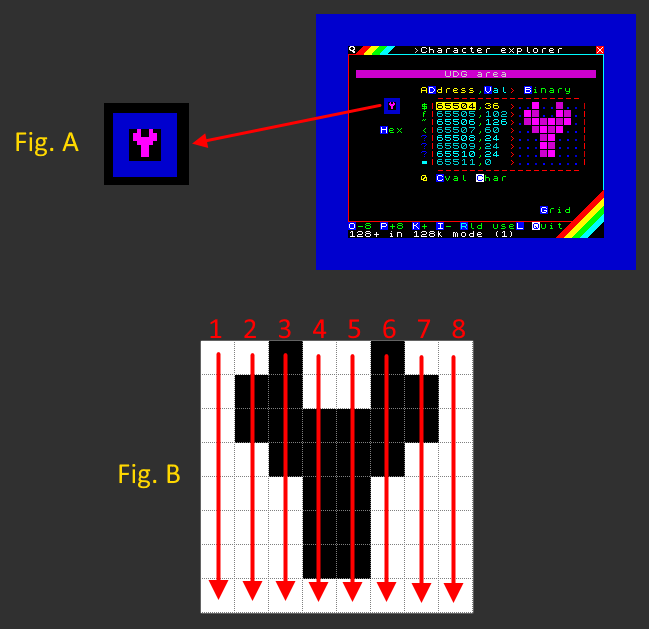 >Character explorer
UDG area
ADdress,Val> Binary
Fig. A
$ 65504,36 >
f 65505,102 >
~ 65506,126 >
Hex < 65507,60 >
? 65508,24 >
? 65509,24 >
? 65510,24 >
65511,0 >
Cval Char
Grid
O-8 P+8 K+ I- Rld useL Quit
128+ in 128K mode (1)
1 2 3 4 5 6 7 8
Fig. B